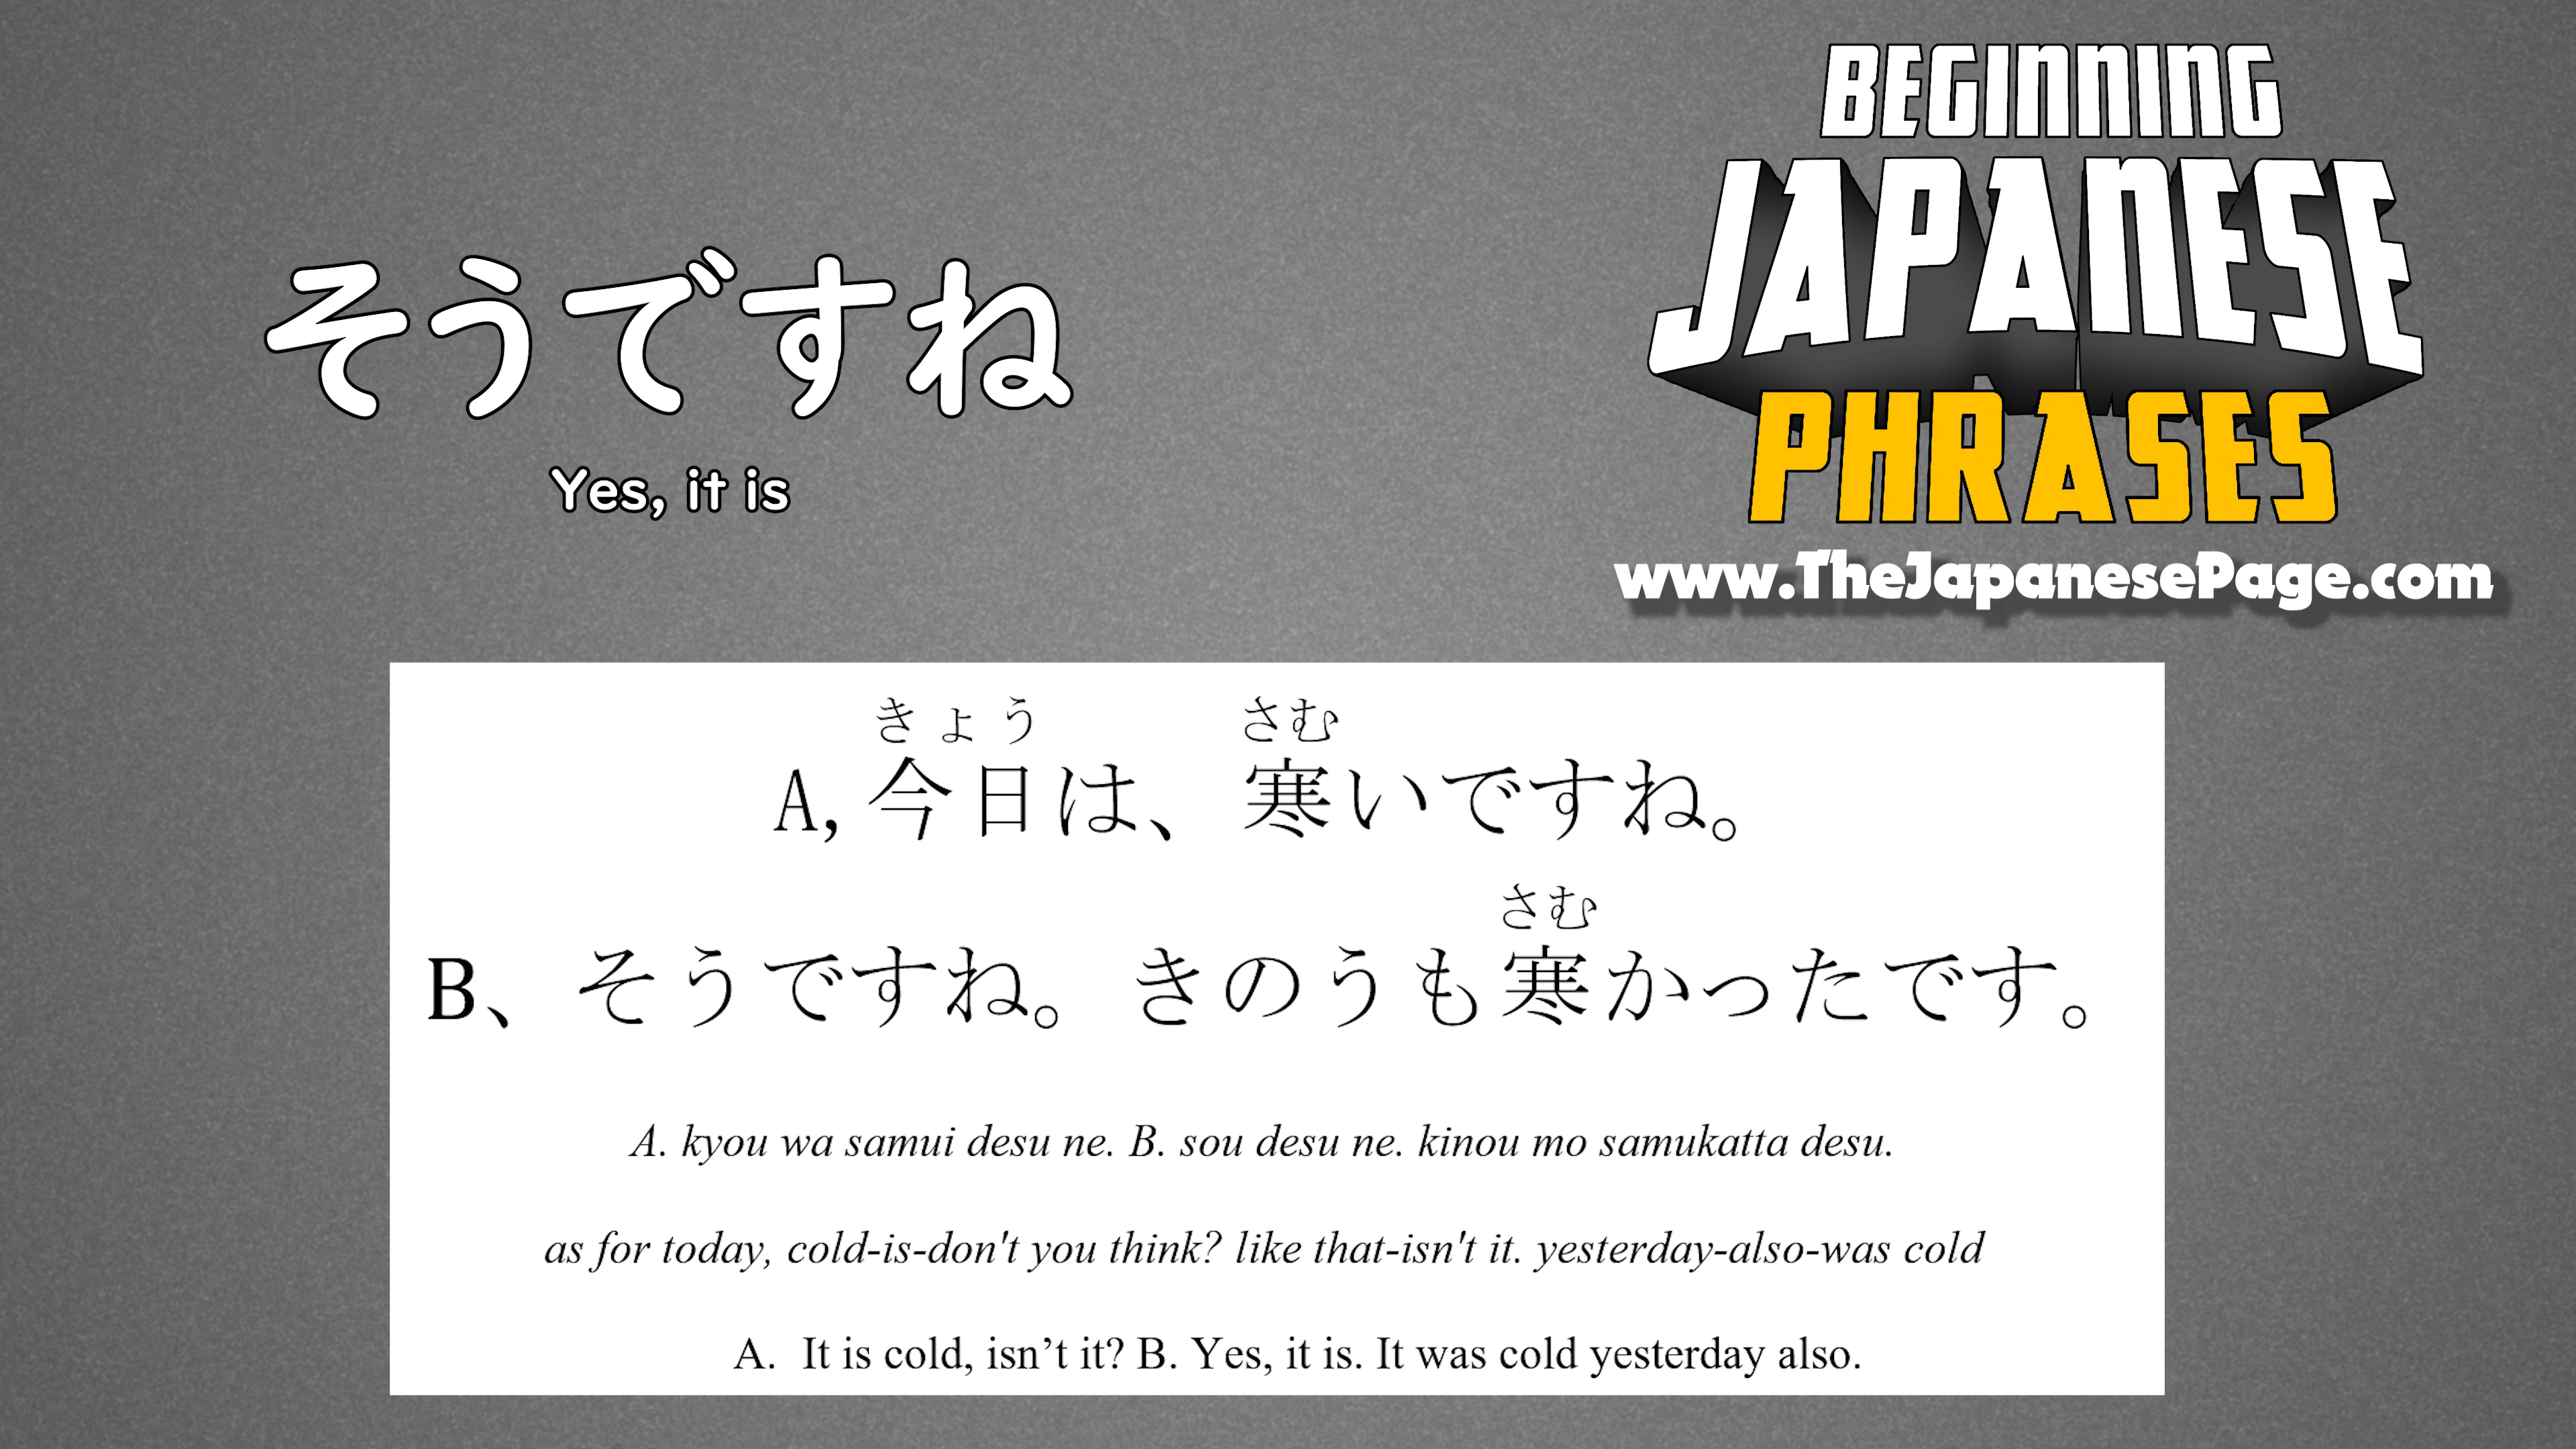 そうですね
Yes, it is
BEGINNING
JAPANESE
PHRASES
www.TheJapanesePage.com
きょう さむ
A, 今日は、寒いですね。
さむ
B、そうですね。きのうも寒かったです。
A. kyou wa samui desu ne. B. sou desu ne. kinou mo samukatta desu.
as for today, cold-is-don't you think? like that-isn't it. yesterday-also-was cold
A. It is cold, isn’t it? B. Yes, it is. It was cold yesterday also.